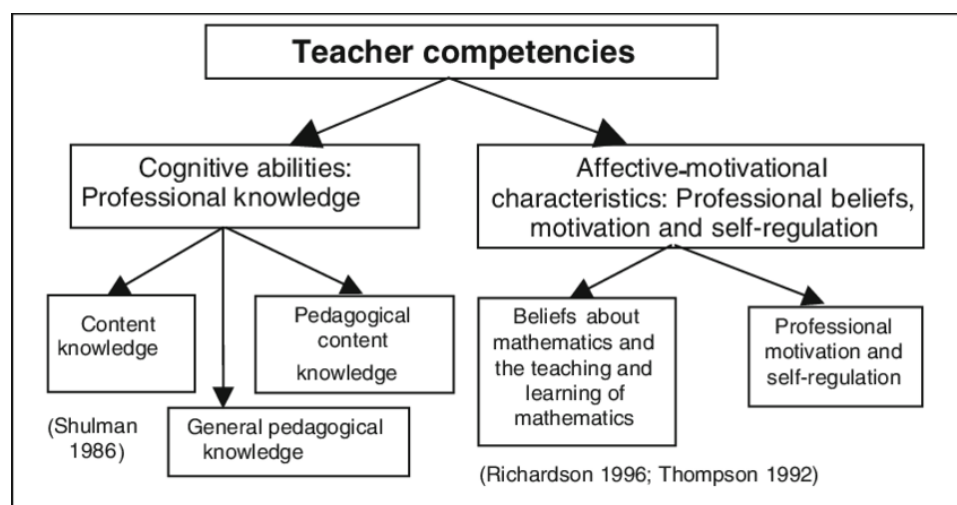 Teacher competencies
Cognitive abilities:
Professional knowledge
Affective-motivational
characteristics: Professional beliefs,
motivation and self-regulation
Content
knowledge
Pedagogical
content
knowledge
General pedagogical
knowledge
(Shulman
1986)
Beliefs about
mathematics and
the teaching and
learning of
mathematics
Professional
motivation and
self-regulation
(Richardson 1996; Thompson 1992)